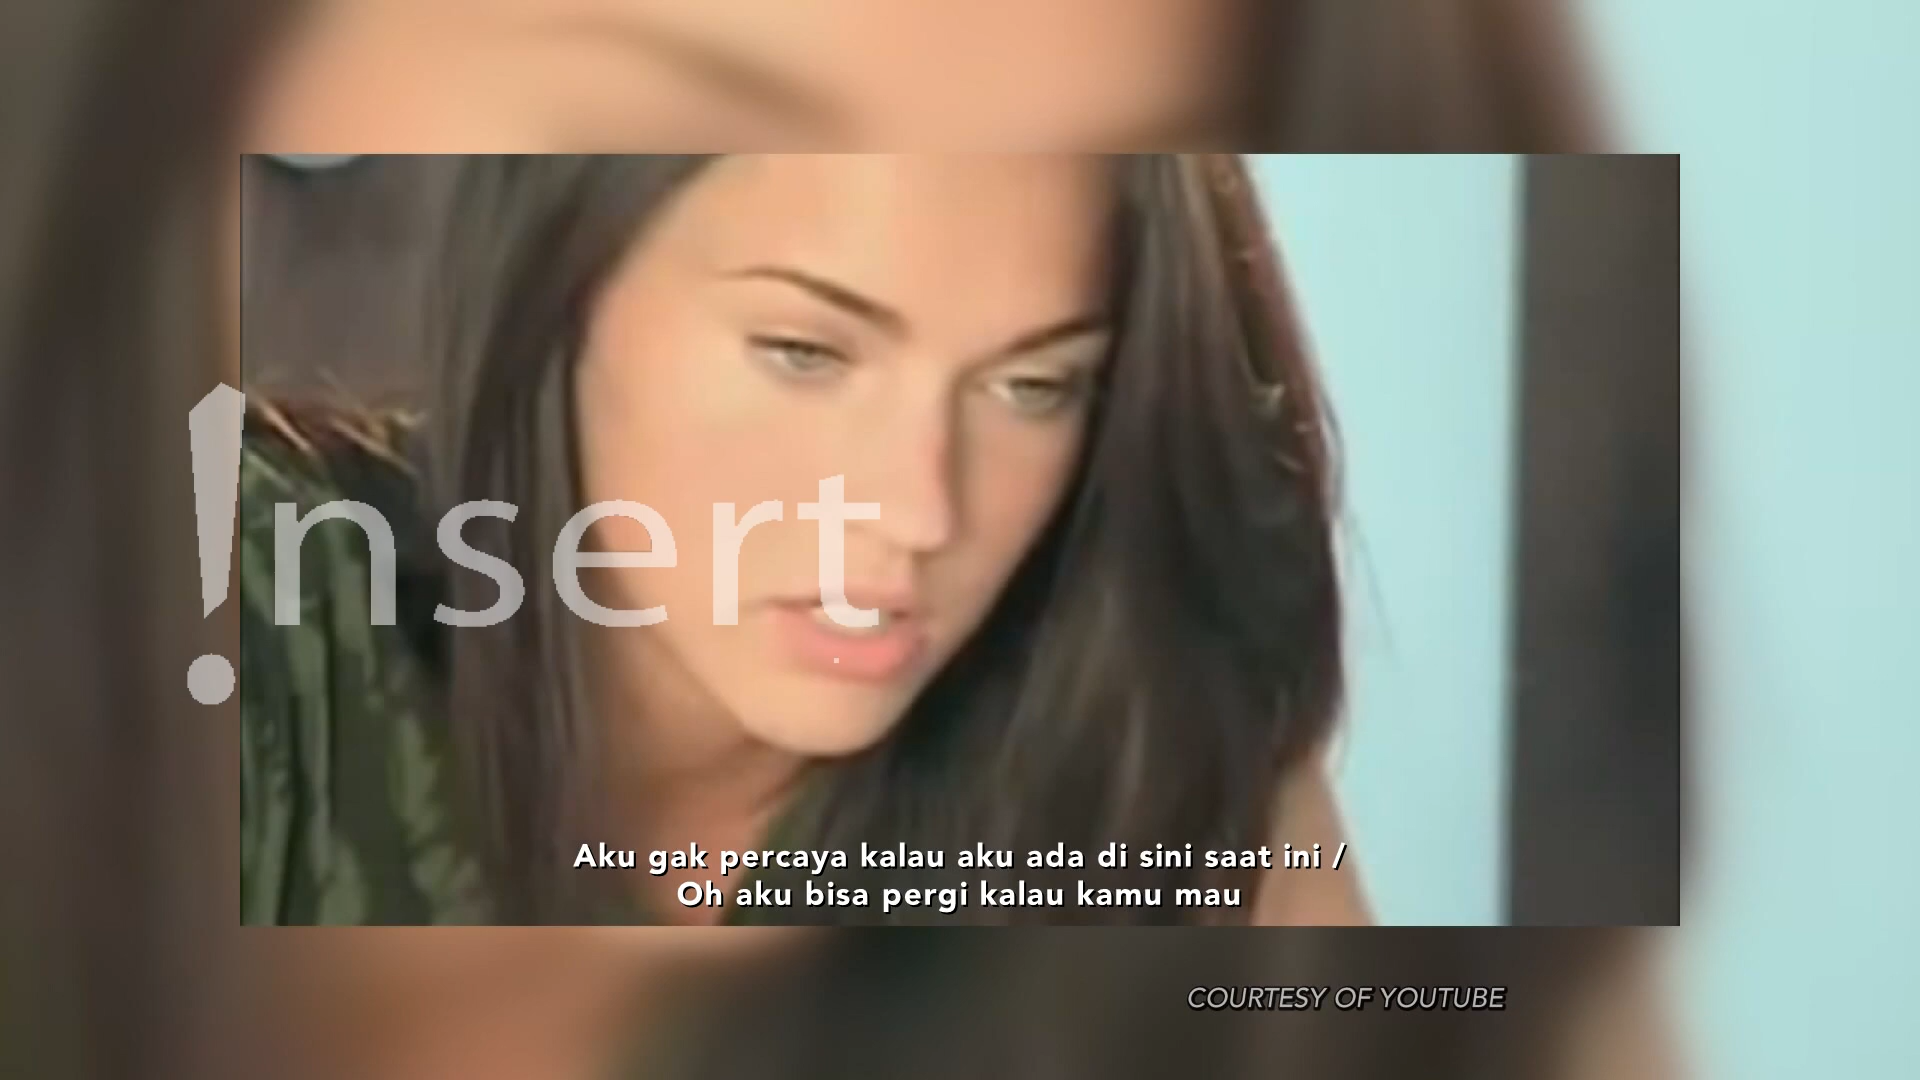 !nsert
Aku gak percaya kalau aku ada di sini saat ini /
Oh aku bisa pergi kalau kamu mau
COURTESY OF YOUTUBE